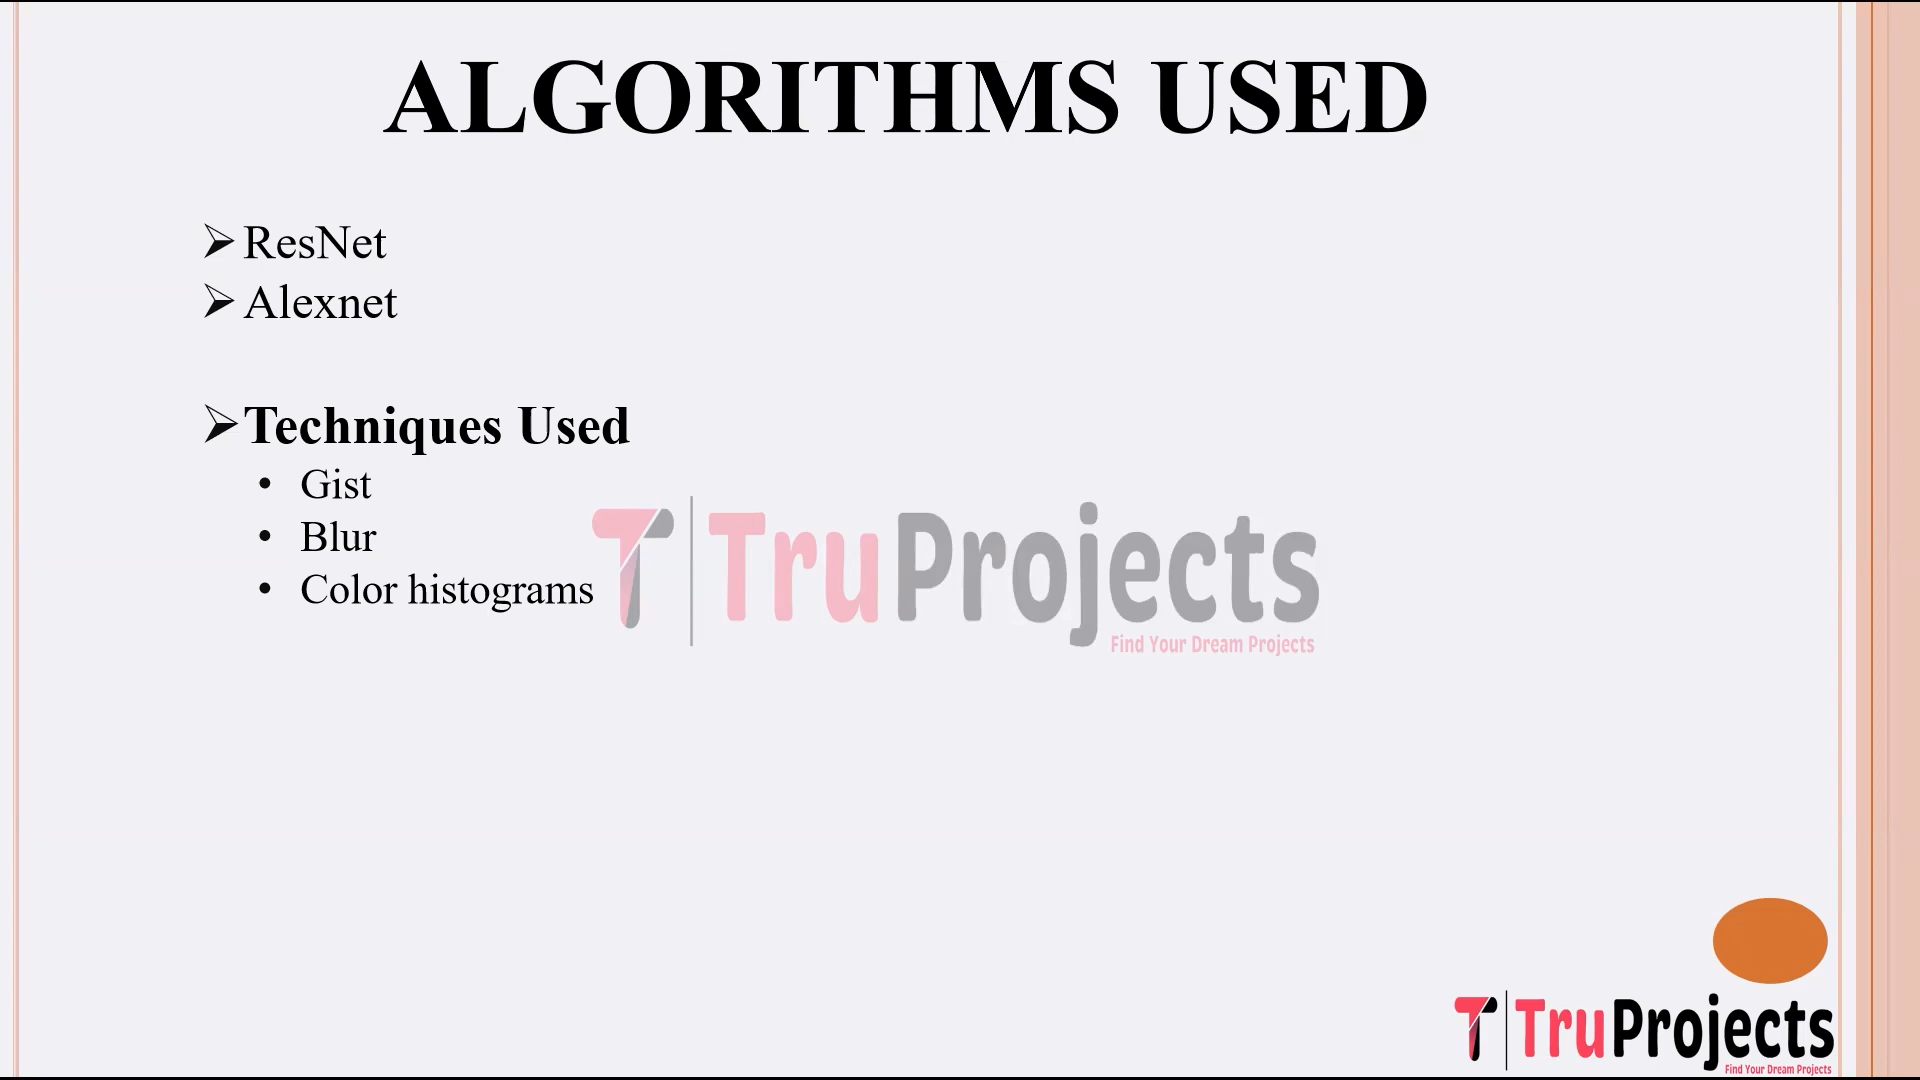 ALGORITHMS USED
ResNet
Alexnet
Techniques Used
• Gist
• Blur
• Color histograms
TruProjects
Find Your Dream Projects
TruProjects
Find Your Dream Projects